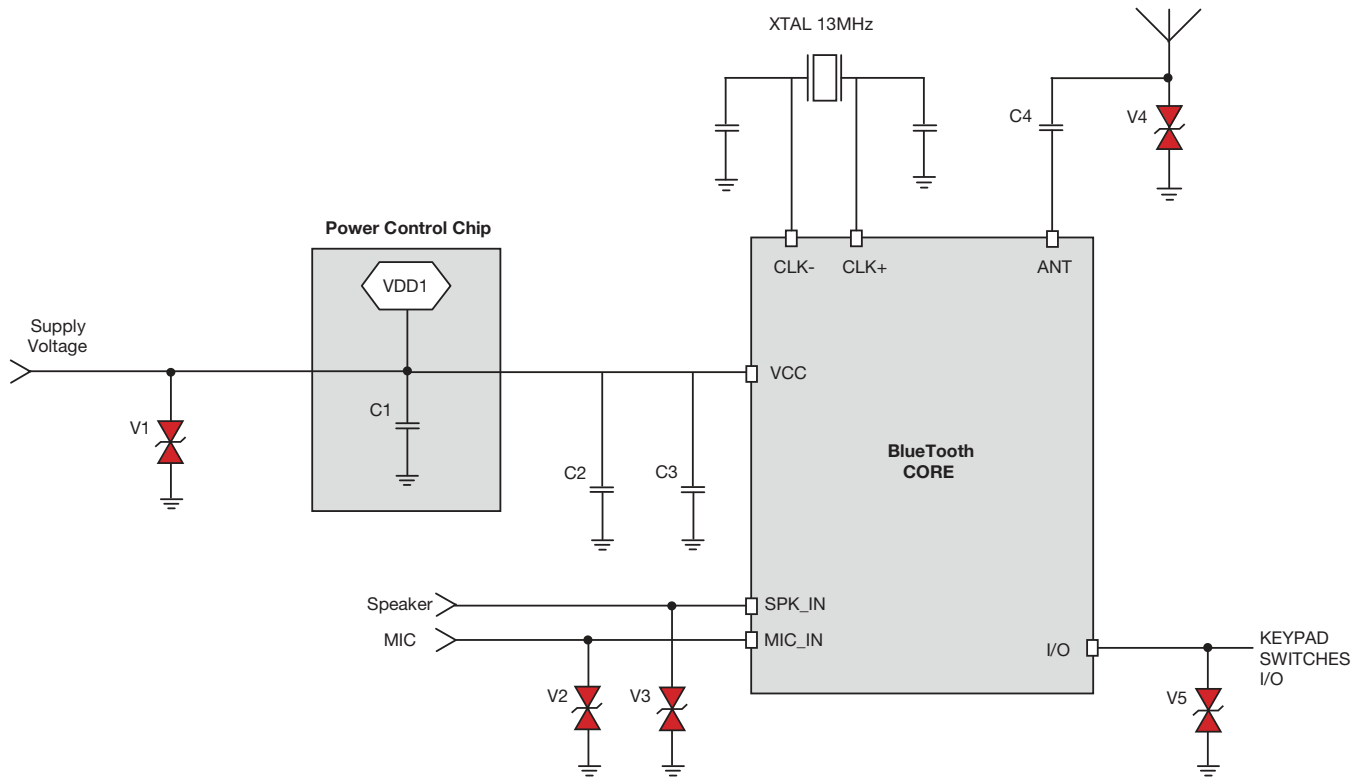 XTAL 13MHz
C4
V4
Power Control Chip
CLK-
CLK+
ANT
VDD1
Supply
Voltage
VCC
C1
V1
BlueTooth
CORE
C2
C3
Speaker
SPK_IN
MIC
MIC_IN
I/O
KEYPAD
SWITCHES
I/O
V2
V3
V5